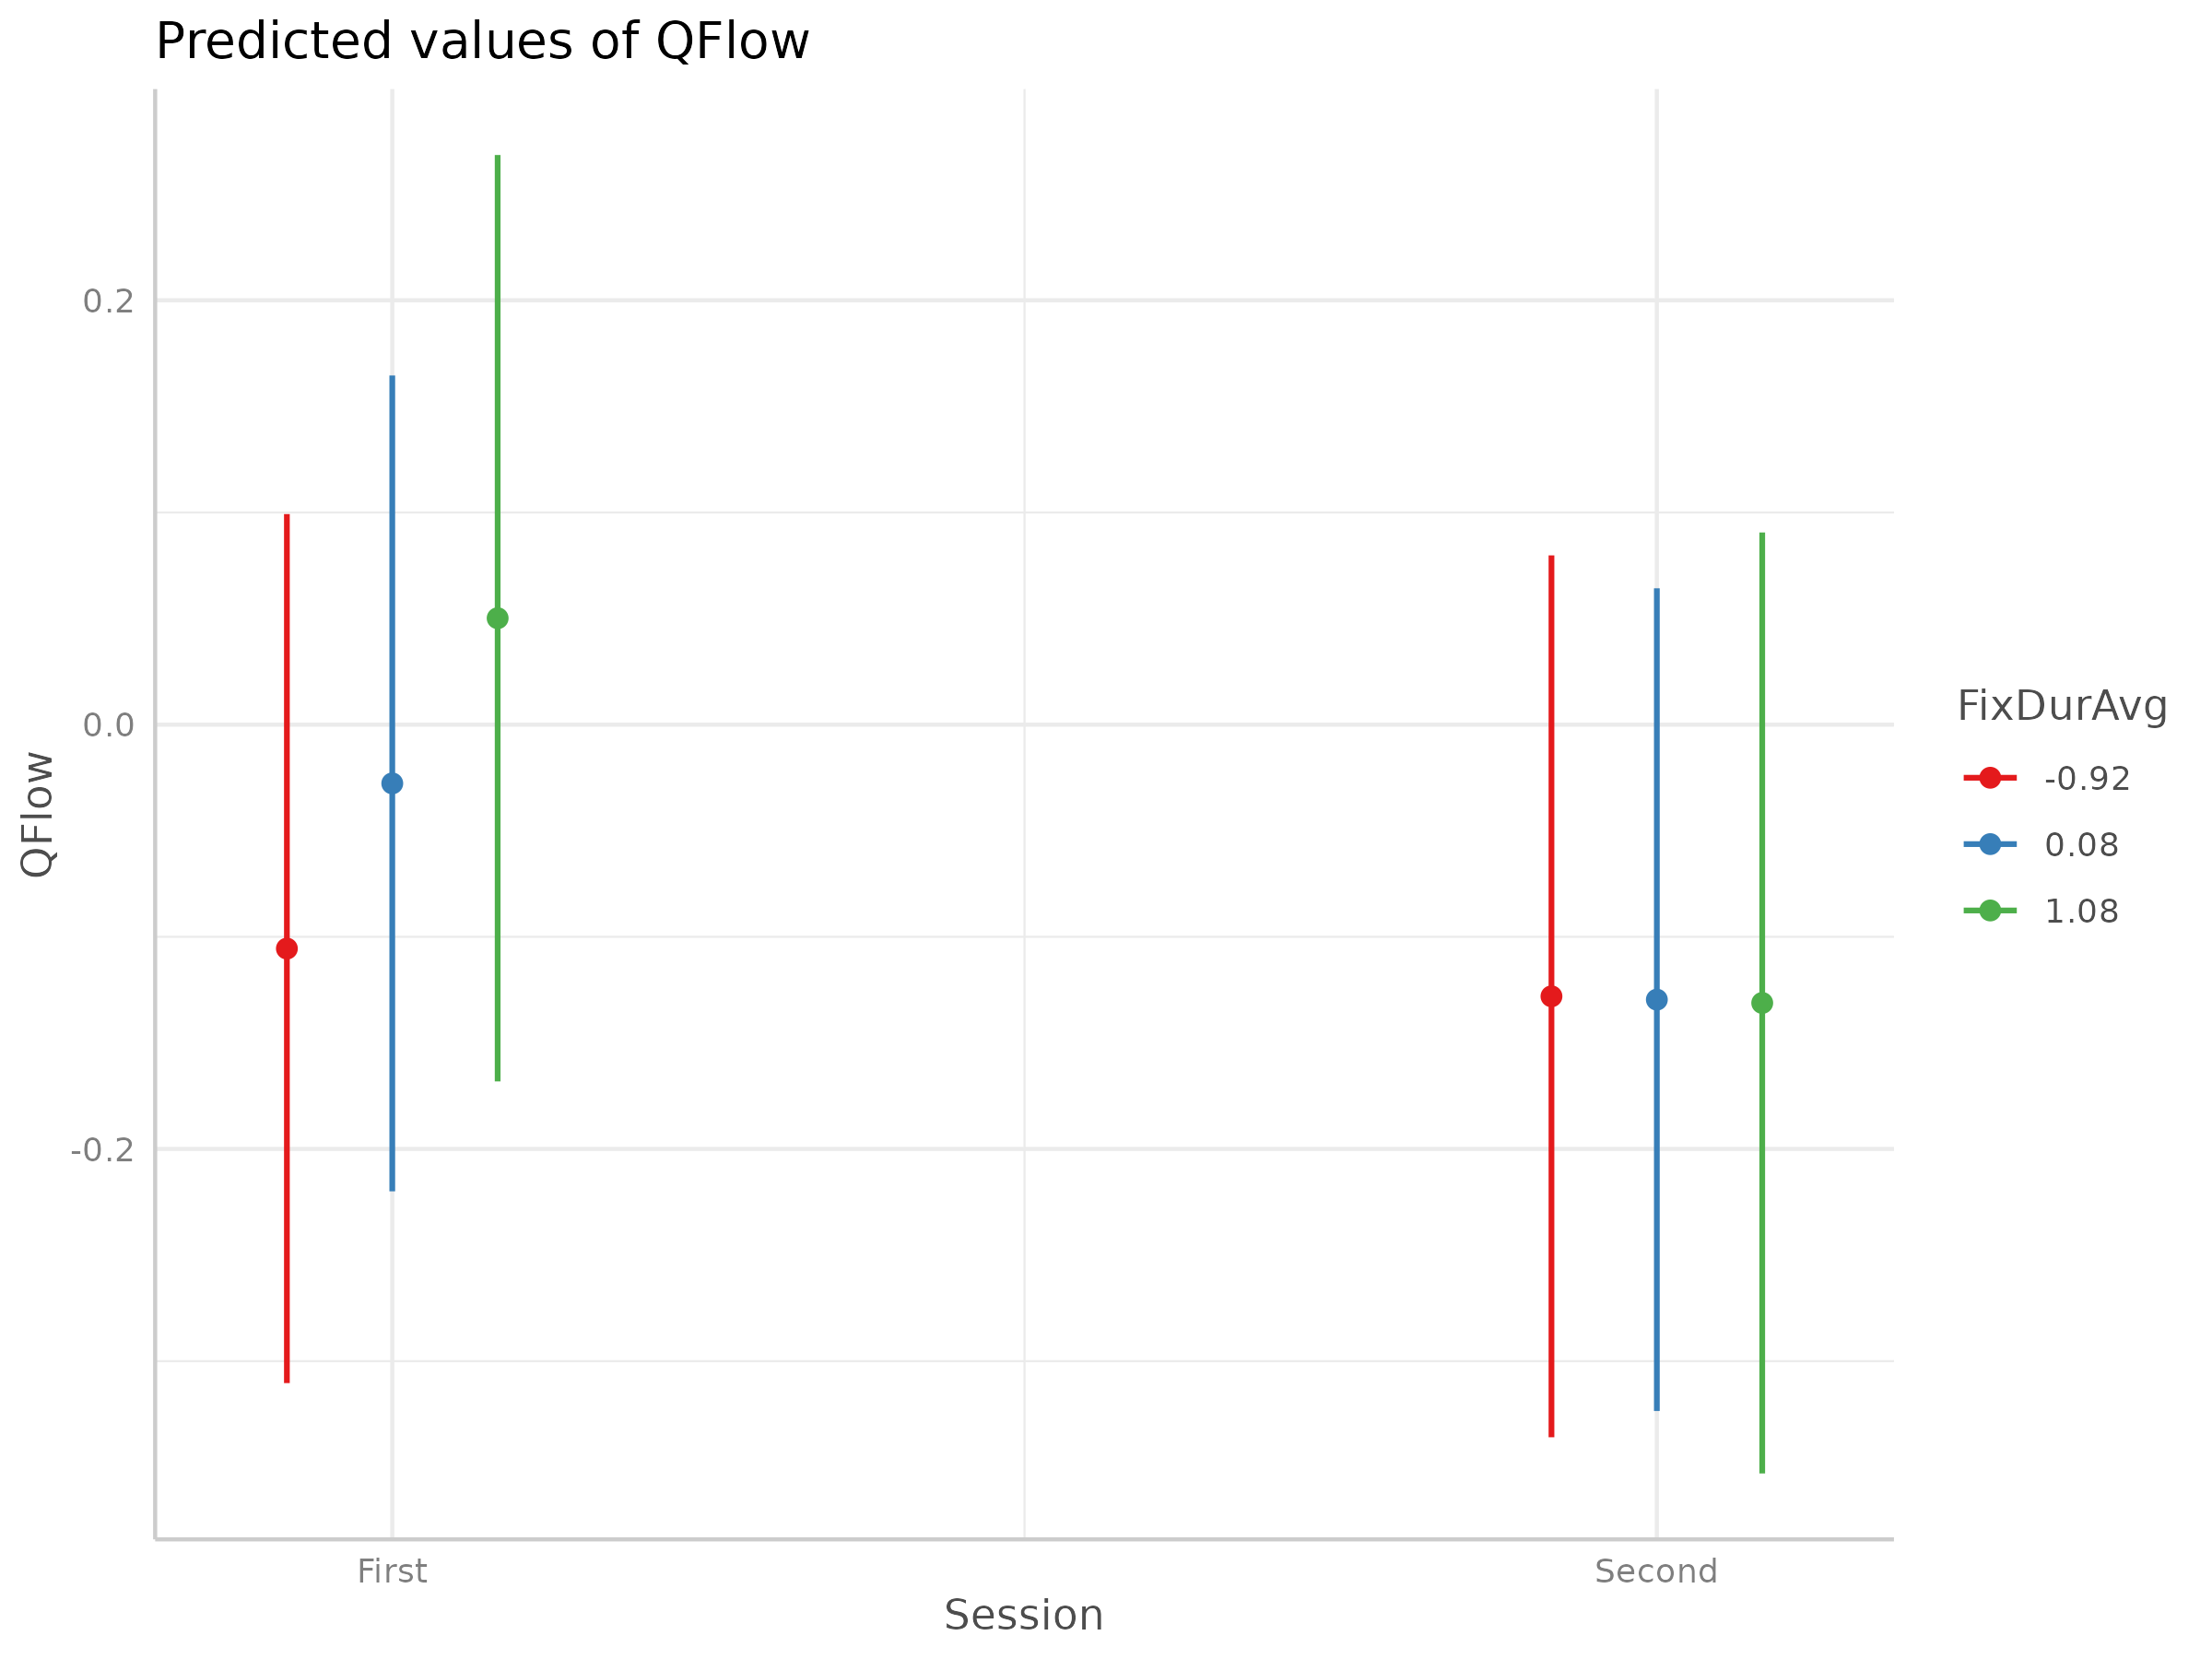 Predicted values of QFlow
0.2
0.0
-0.2
QFlow
First
Second
Session
FixDurAvg
-0.92
0.08
1.08